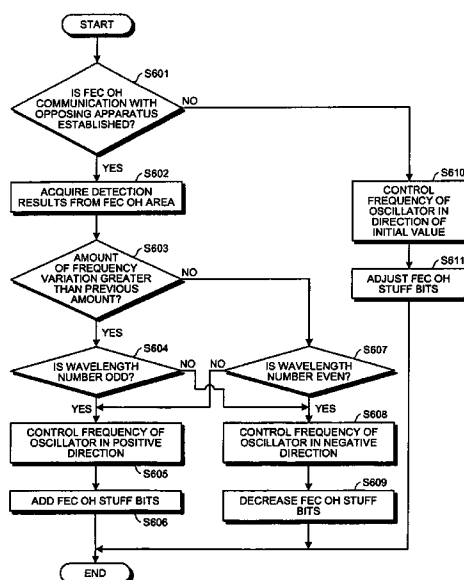 START
S601
IS FEC OH
COMMUNICATION WITH
OPPOSING APPARATUS
ESTABLISHED?
NO
YES
S602
ACQUIRE DETECTION
RESULTS FROM FEC OH AREA
S610
CONTROL
FREQUENCY OF
OSCILLATOR IN
DIRECTION OF
INITIAL VALUE
S603
AMOUNT
OF FREQUENCY
VARIATION GREATER
THAN PREVIOUS
AMOUNT?
NO
YES
S611
ADJUST FEC OH
STUFF BITS
S604
IS WAVELENGTH
NUMBER ODD?
NO
YES
S607
IS WAVELENGTH
NUMBER EVEN?
NO
YES
CONTROL FREQUENCY OF
OSCILLATOR IN POSITIVE
DIRECTION
S605
S608
CONTROL FREQUENCY OF
OSCILLATOR IN NEGATIVE
DIRECTION
ADD FEC OH STUFF BITS
S606
S609
DECREASE FEC OH STUFF
BITS
END